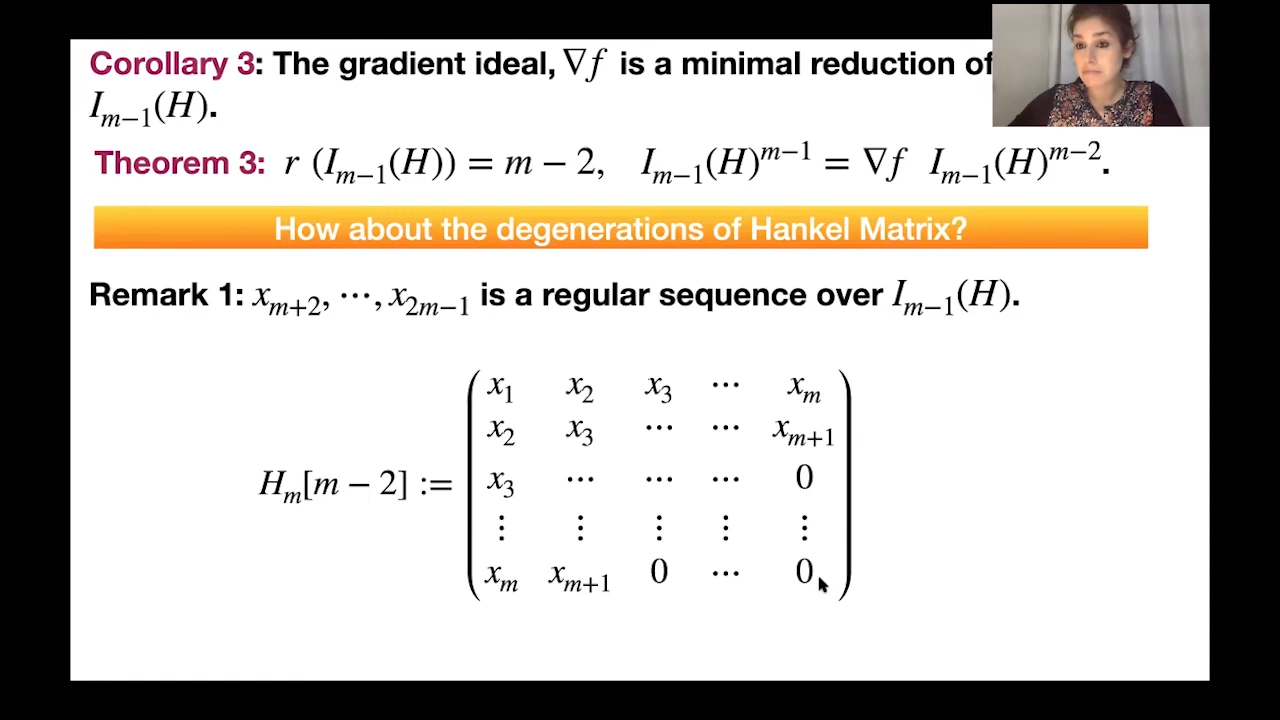 Corollary 3: The gradient ideal, ∇f is a minimal reduction of
I_{m−1}(H).
Theorem 3: r (I_{m−1}(H)) = m − 2, I_{m−1}(H)^{m−1} = ∇f I_{m−1}(H)^{m−2}.
How about the degenerations of Hankel Matrix?
Remark 1: x_{m+2}, ⋯, x_{2m−1} is a regular sequence over I_{m−1}(H).
x_1 x_2 x_3 ⋯ x_m
x_2 x_3 ⋯ ⋯ x_{m+1}
H_m[m − 2] := x_3 ⋯ ⋯ ⋯ 0
⋮ ⋮ ⋮ ⋮ ⋮
x_m x_{m+1} 0 ⋯ 0